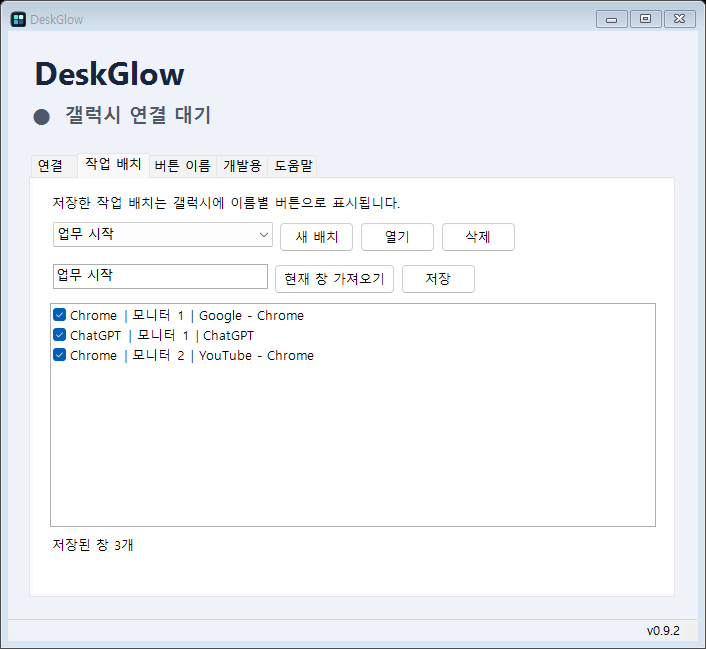 DeskGlow
DeskGlow
갤럭시 연결 대기
연결 작업 배치 버튼 이름 개발용 도움말
저장한 작업 배치는 갤럭시에 이름별 버튼으로 표시됩니다.
업무 시작 새 배치 열기 삭제
업무 시작 현재 창 가져오기 저장
Chrome | 모니터 1 | Google - Chrome
ChatGPT | 모니터 1 | ChatGPT
Chrome | 모니터 2 | YouTube - Chrome
저장된 창 3개
v0.9.2